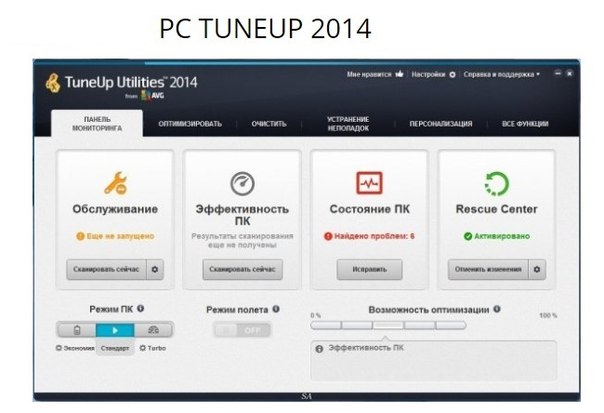 PC TUNEUP 2014
TuneUp Utilities™ 2014
from AVG
Мне нравится
Настройки
Справка и поддержка
ПАНЕЛЬ
МОНИТОРИНГА
ОПТИМИЗИРОВАТЬ
ОЧИСТИТЬ
УСТРАНЕНИЕ
НЕПОЛАДОК
ПЕРСОНАЛИЗАЦИЯ
ВСЕ ФУНКЦИИ
Обслуживание
Еще не запущено
Сканировать сейчас
Эффективность
ПК
Результаты сканирования
еще не получены
Сканировать сейчас
Состояние ПК
Найдено проблем: 6
Исправить
Rescue Center
Активировано
Отменить изменения
Режим ПК
Экономия
Стандарт
Turbo
Режим полета
OFF
Возможность оптимизации
0 %
100 %
Эффективность ПК
SA